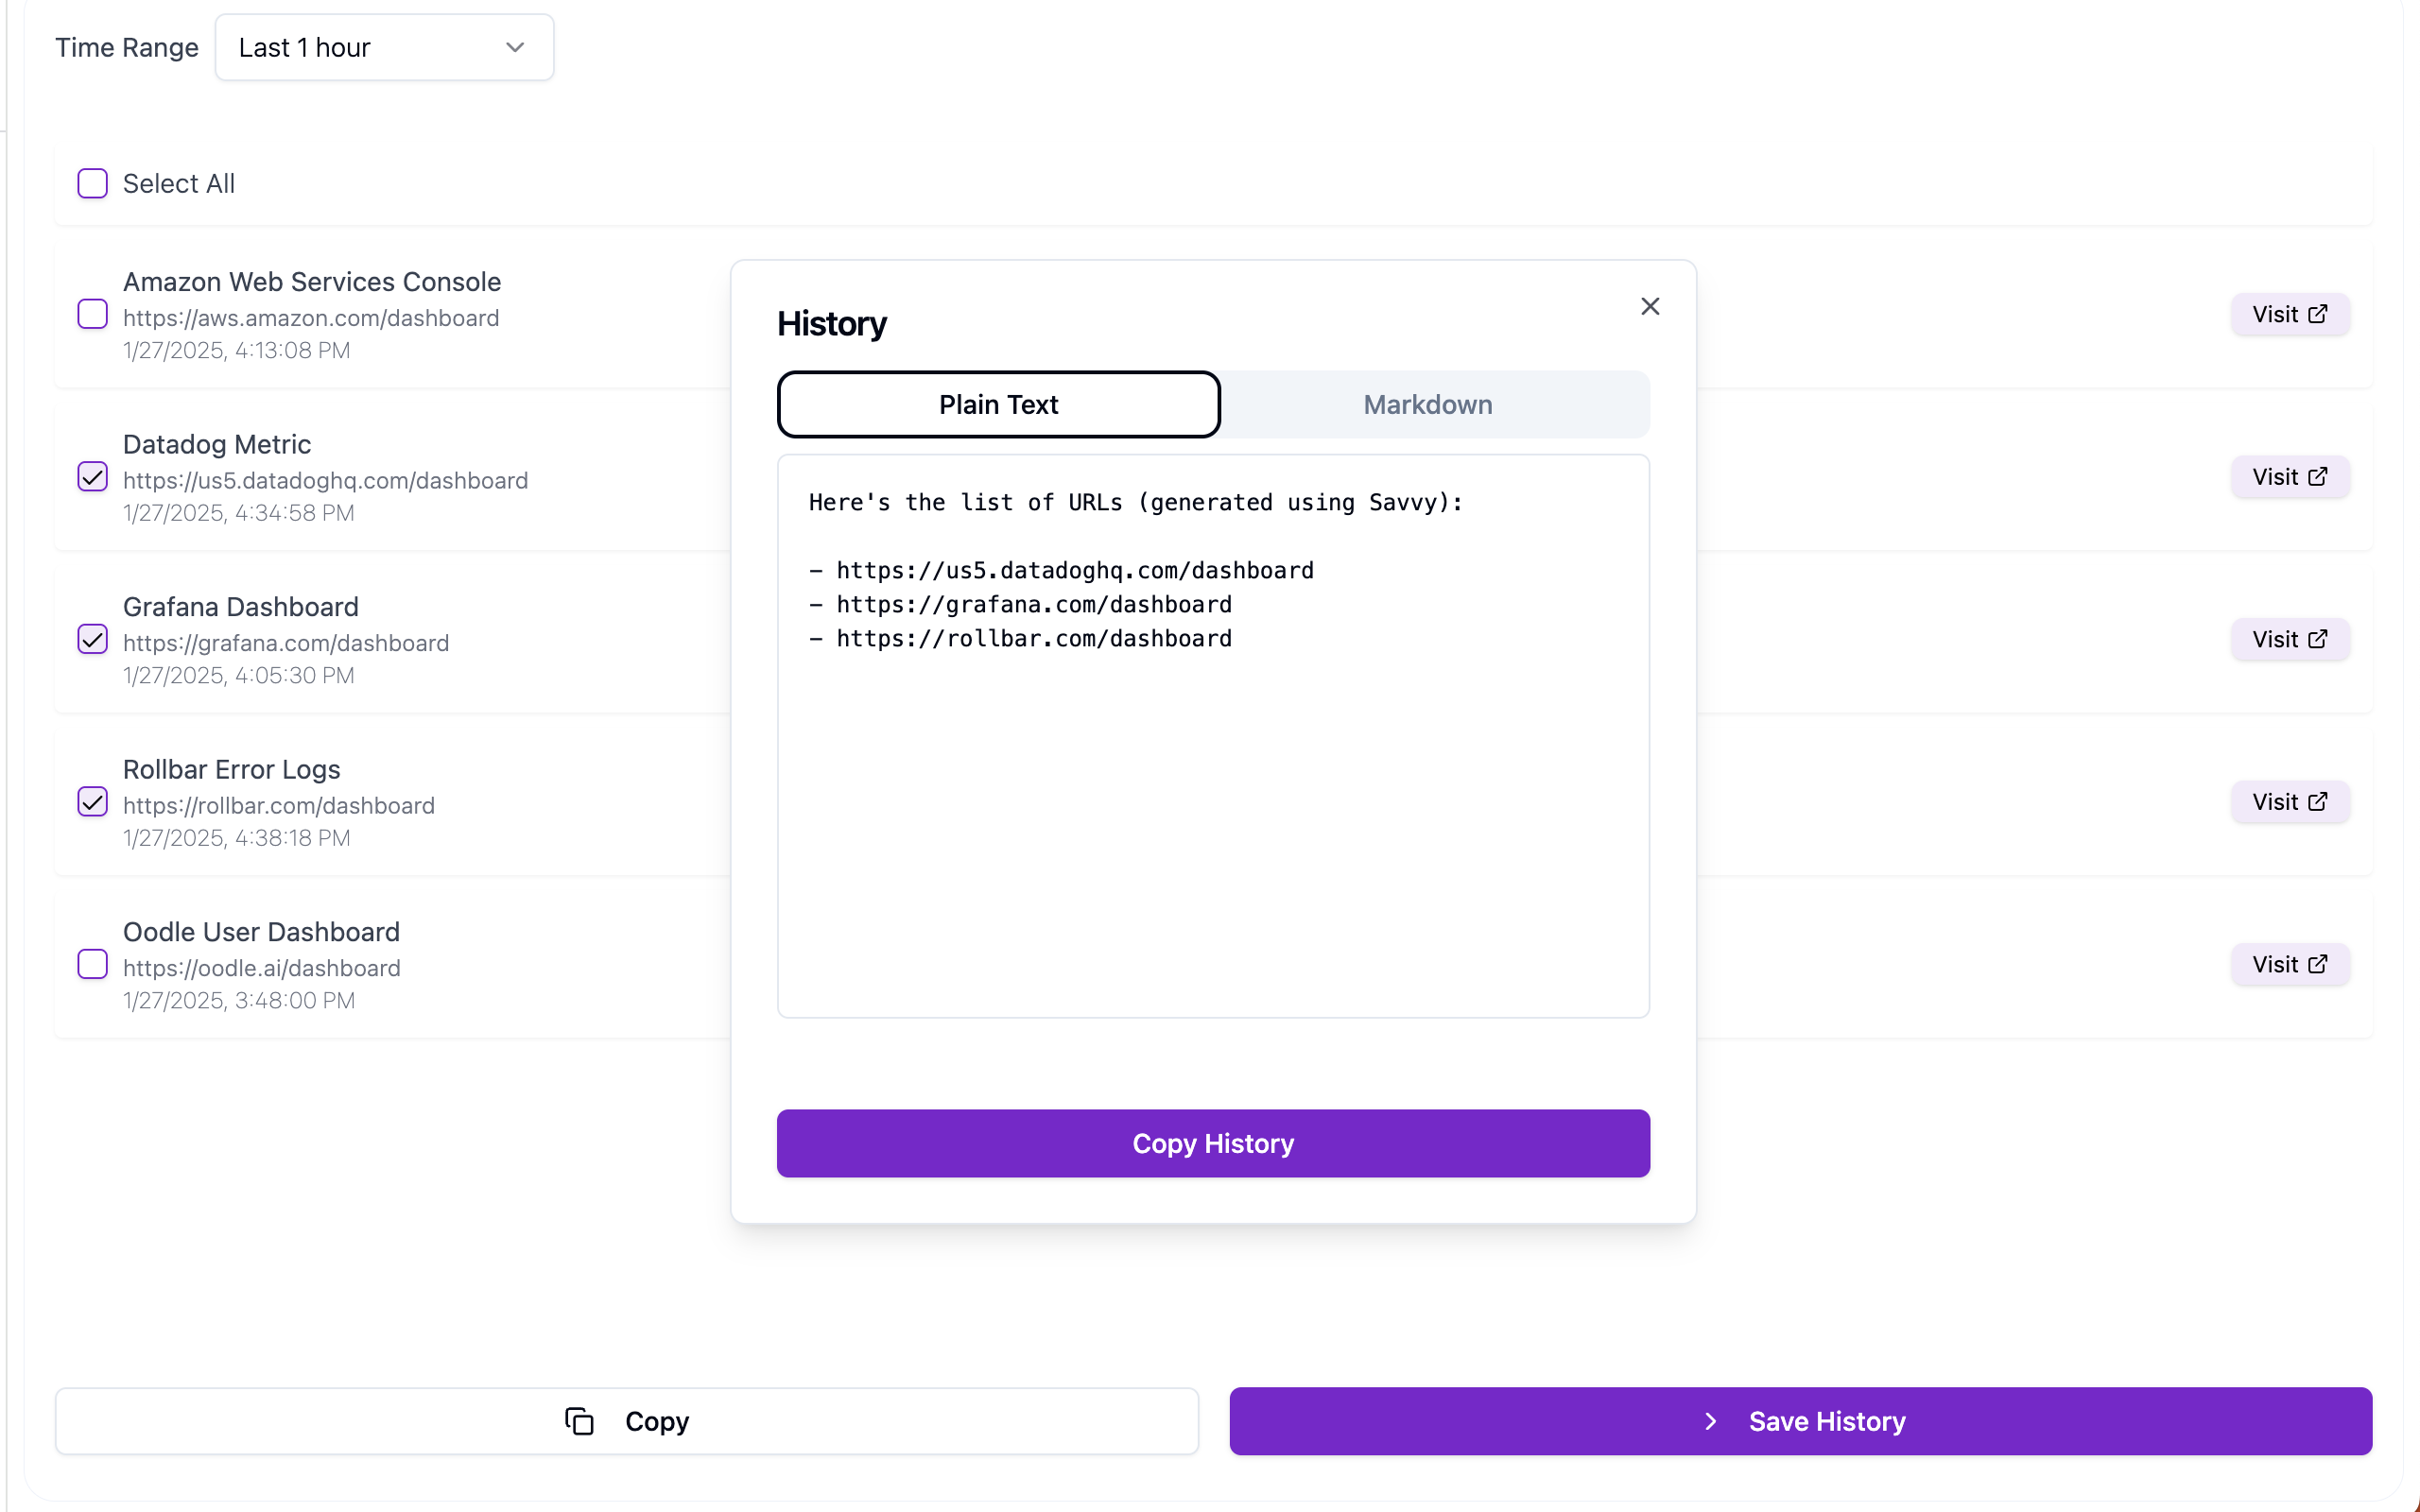 Time Range
Last 1 hour
Select All
Amazon Web Services Console
https://aws.amazon.com/dashboard
1/27/2025, 4:13:08 PM
Visit
Datadog Metric
https://us5.datadoghq.com/dashboard
1/27/2025, 4:34:58 PM
Visit
Grafana Dashboard
https://grafana.com/dashboard
1/27/2025, 4:05:30 PM
Visit
Rollbar Error Logs
https://rollbar.com/dashboard
1/27/2025, 4:38:18 PM
Visit
Oodle User Dashboard
https://oodle.ai/dashboard
1/27/2025, 3:48:00 PM
Visit
History
Plain Text
Markdown
Here's the list of URLs (generated using Savvy):
- https://us5.datadoghq.com/dashboard
- https://grafana.com/dashboard
- https://rollbar.com/dashboard
Copy History
Copy
Save History